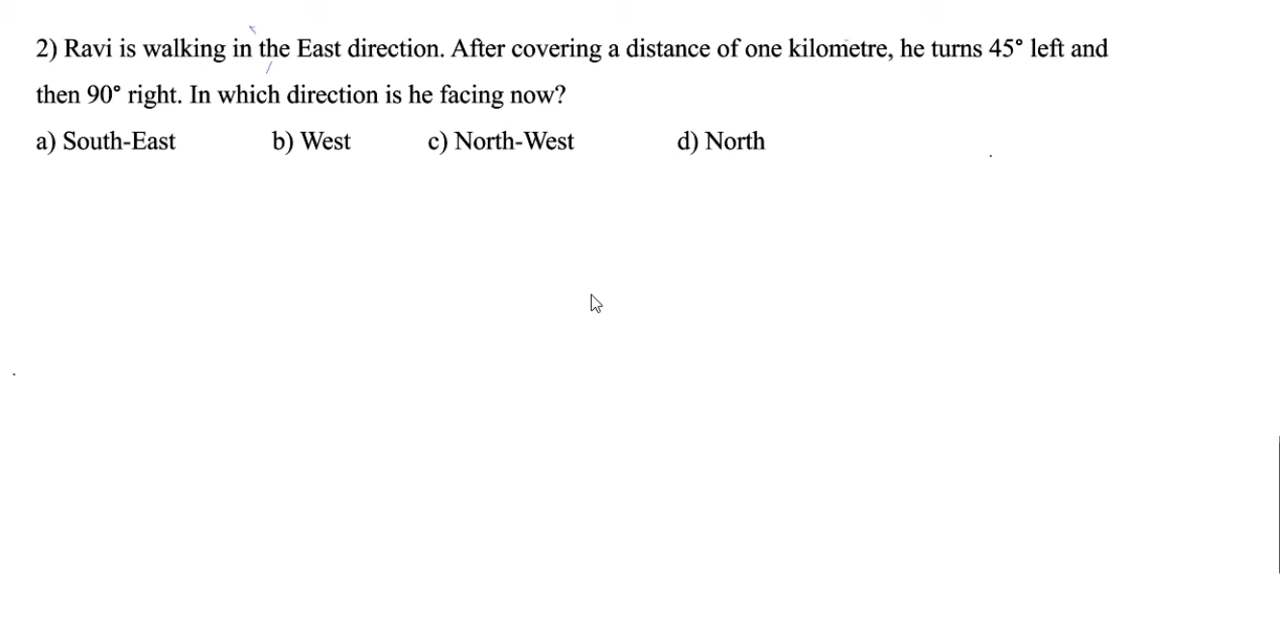 2) Ravi is walking in the East direction. After covering a distance of one kilometre, he turns 45° left and
then 90° right. In which direction is he facing now?
a) South-East b) West c) North-West d) North